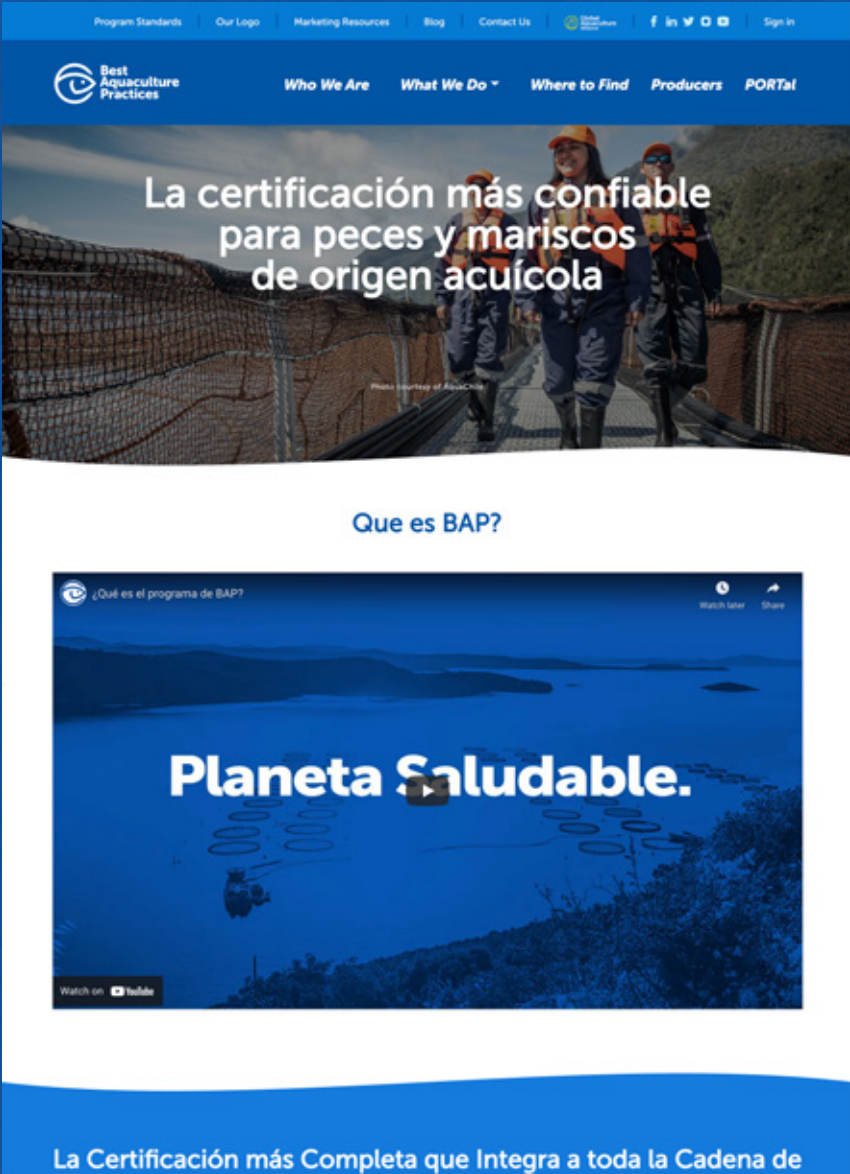 Program Standards
Our Logo
Marketing Resources
Blog
Contact Us
Global
Aquaculture
Alliance
Sign in
Best
Aquaculture
Practices
Who We Are
What We Do
Where to Find
Producers
PORTal
La certificación más confiable
para peces y mariscos
de origen acuícola
Photo courtesy of AquaChile
Que es BAP?
¿Qué es el programa de BAP?
Watch later
Share
Planeta Saludable.
Watch on YouTube
La Certificación más Completa que Integra a toda la Cadena de